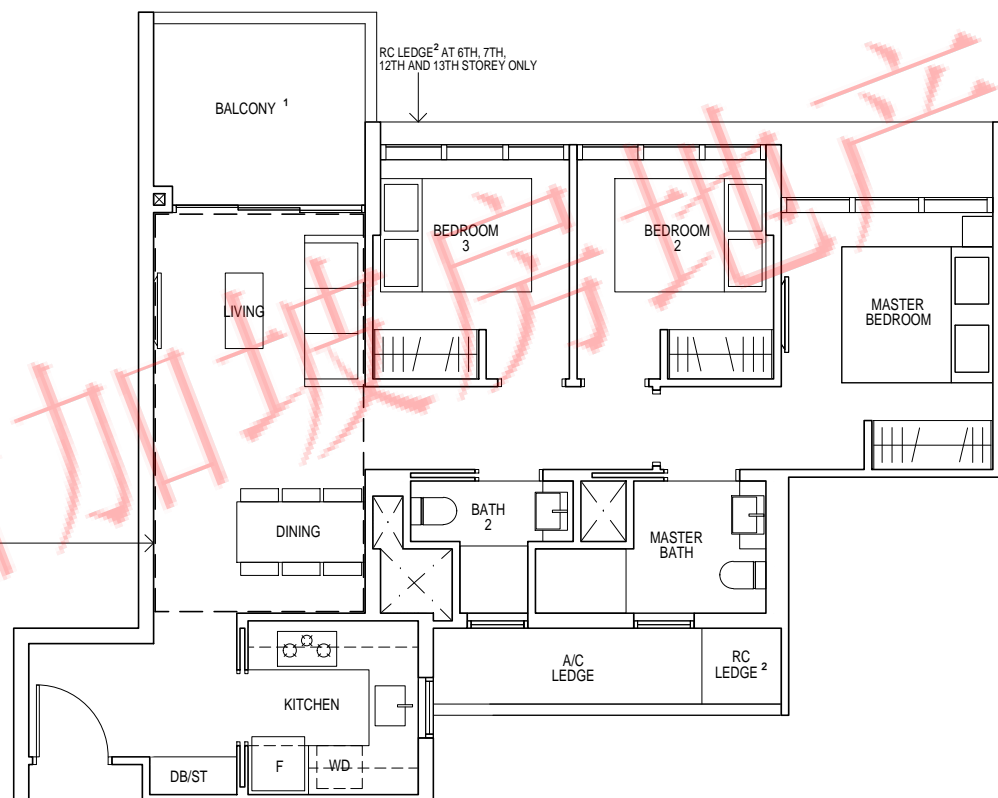 RC LEDGE² AT 6TH, 7TH,
12TH AND 13TH STOREY ONLY
BALCONY ¹
BEDROOM
3
BEDROOM
2
MASTER
BEDROOM
LIVING
DINING
BATH
2
MASTER
BATH
A/C
LEDGE
RC
LEDGE ²
KITCHEN
F
WD
DB/ST
加坡房地产